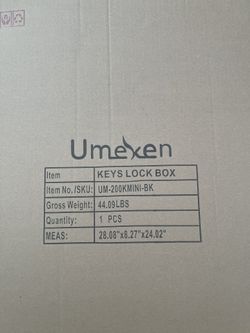 Umexen
Item KEYS LOCK BOX
Item No./SKU: UM-200KMINI-BK
Gross Weight: 44.09LBS
Quantity: 1 PCS
MEAS: 28.08"x8.27"x24.02"